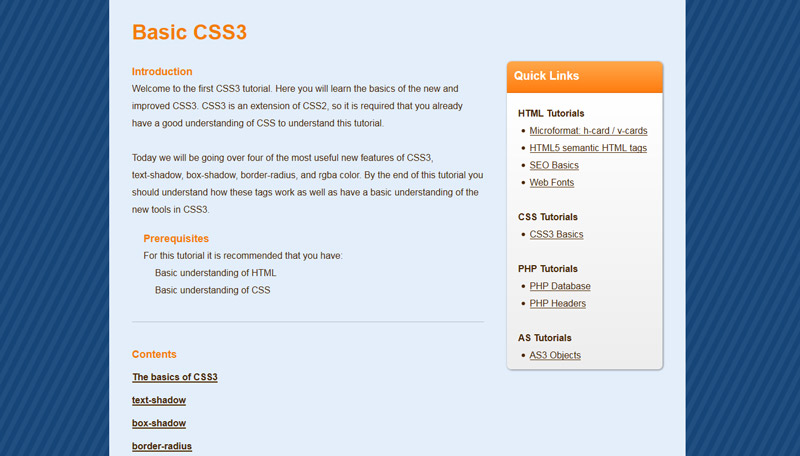 Basic CSS3
Introduction
Welcome to the first CSS3 tutorial. Here you will learn the basics of the new and
improved CSS3. CSS3 is an extension of CSS2, so it is required that you already
have a good understanding of CSS to understand this tutorial.
Today we will be going over four of the most useful new features of CSS3,
text-shadow, box-shadow, border-radius, and rgba color. By the end of this tutorial you
should understand how these tags work as well as have a basic understanding of the
new tools in CSS3.
Prerequisites
For this tutorial it is recommended that you have:
Basic understanding of HTML
Basic understanding of CSS
Contents
The basics of CSS3
text-shadow
box-shadow
border-radius
Quick Links
HTML Tutorials
Microformat: h-card / v-cards
HTML5 semantic HTML tags
SEO Basics
Web Fonts
CSS Tutorials
CSS3 Basics
PHP Tutorials
PHP Database
PHP Headers
AS Tutorials
AS3 Objects